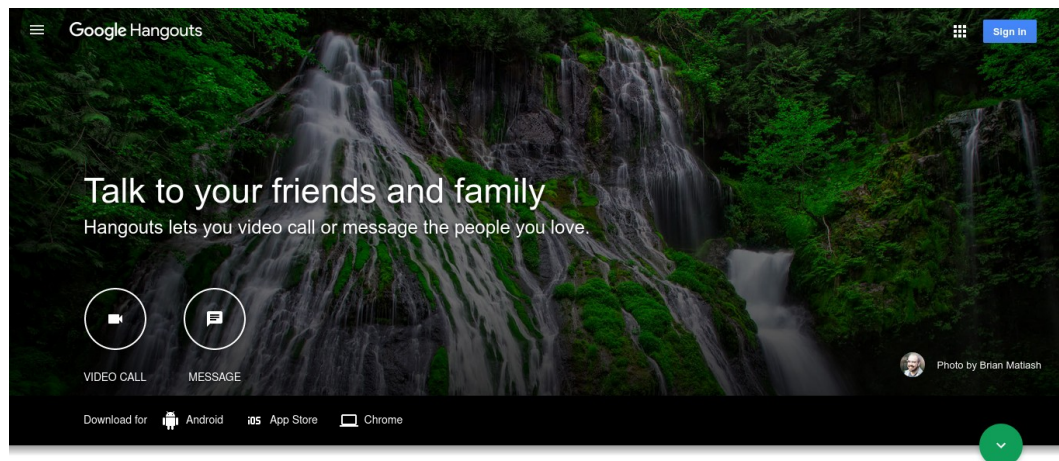 Google Hangouts
Sign in
Talk to your friends and family
Hangouts lets you video call or message the people you love.
VIDEO CALL
MESSAGE
Photo by Brian Matiash
Download for
Android
iOS App Store
Chrome